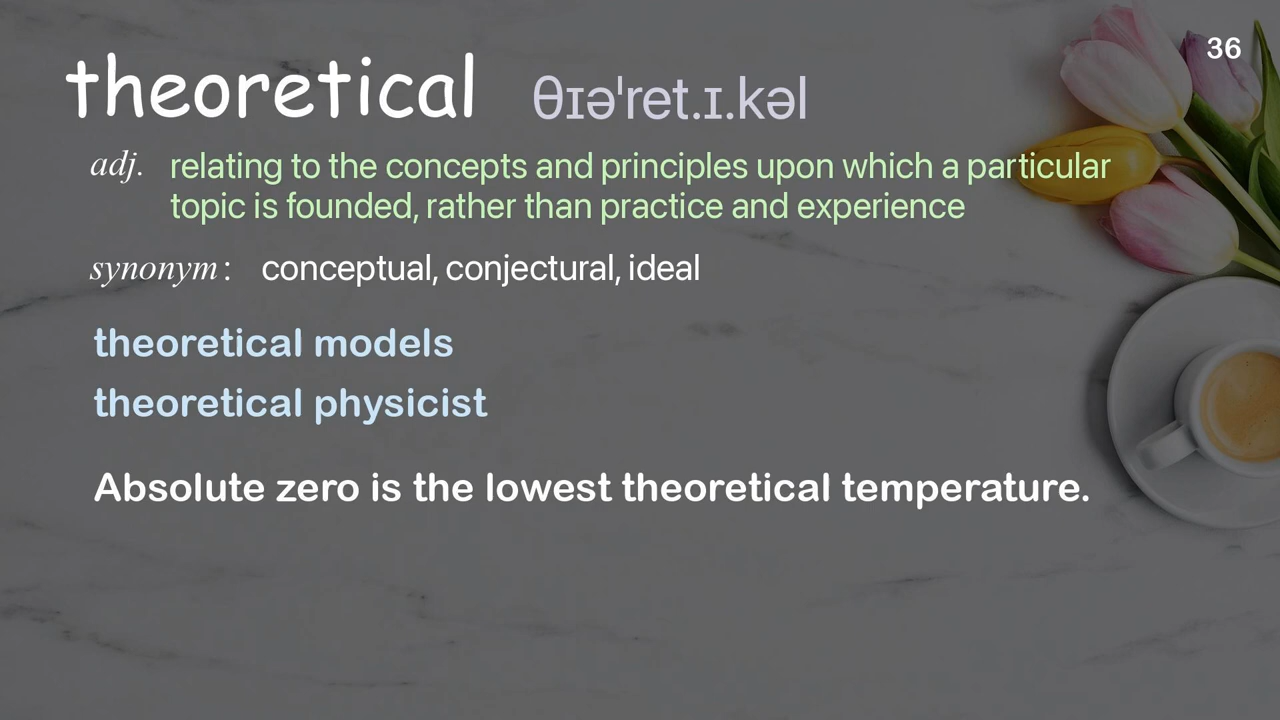 36
theoretical θɪəˈret.ɪ.kəl
adj. relating to the concepts and principles upon which a particular
topic is founded, rather than practice and experience
synonym: conceptual, conjectural, ideal
theoretical models
theoretical physicist
Absolute zero is the lowest theoretical temperature.